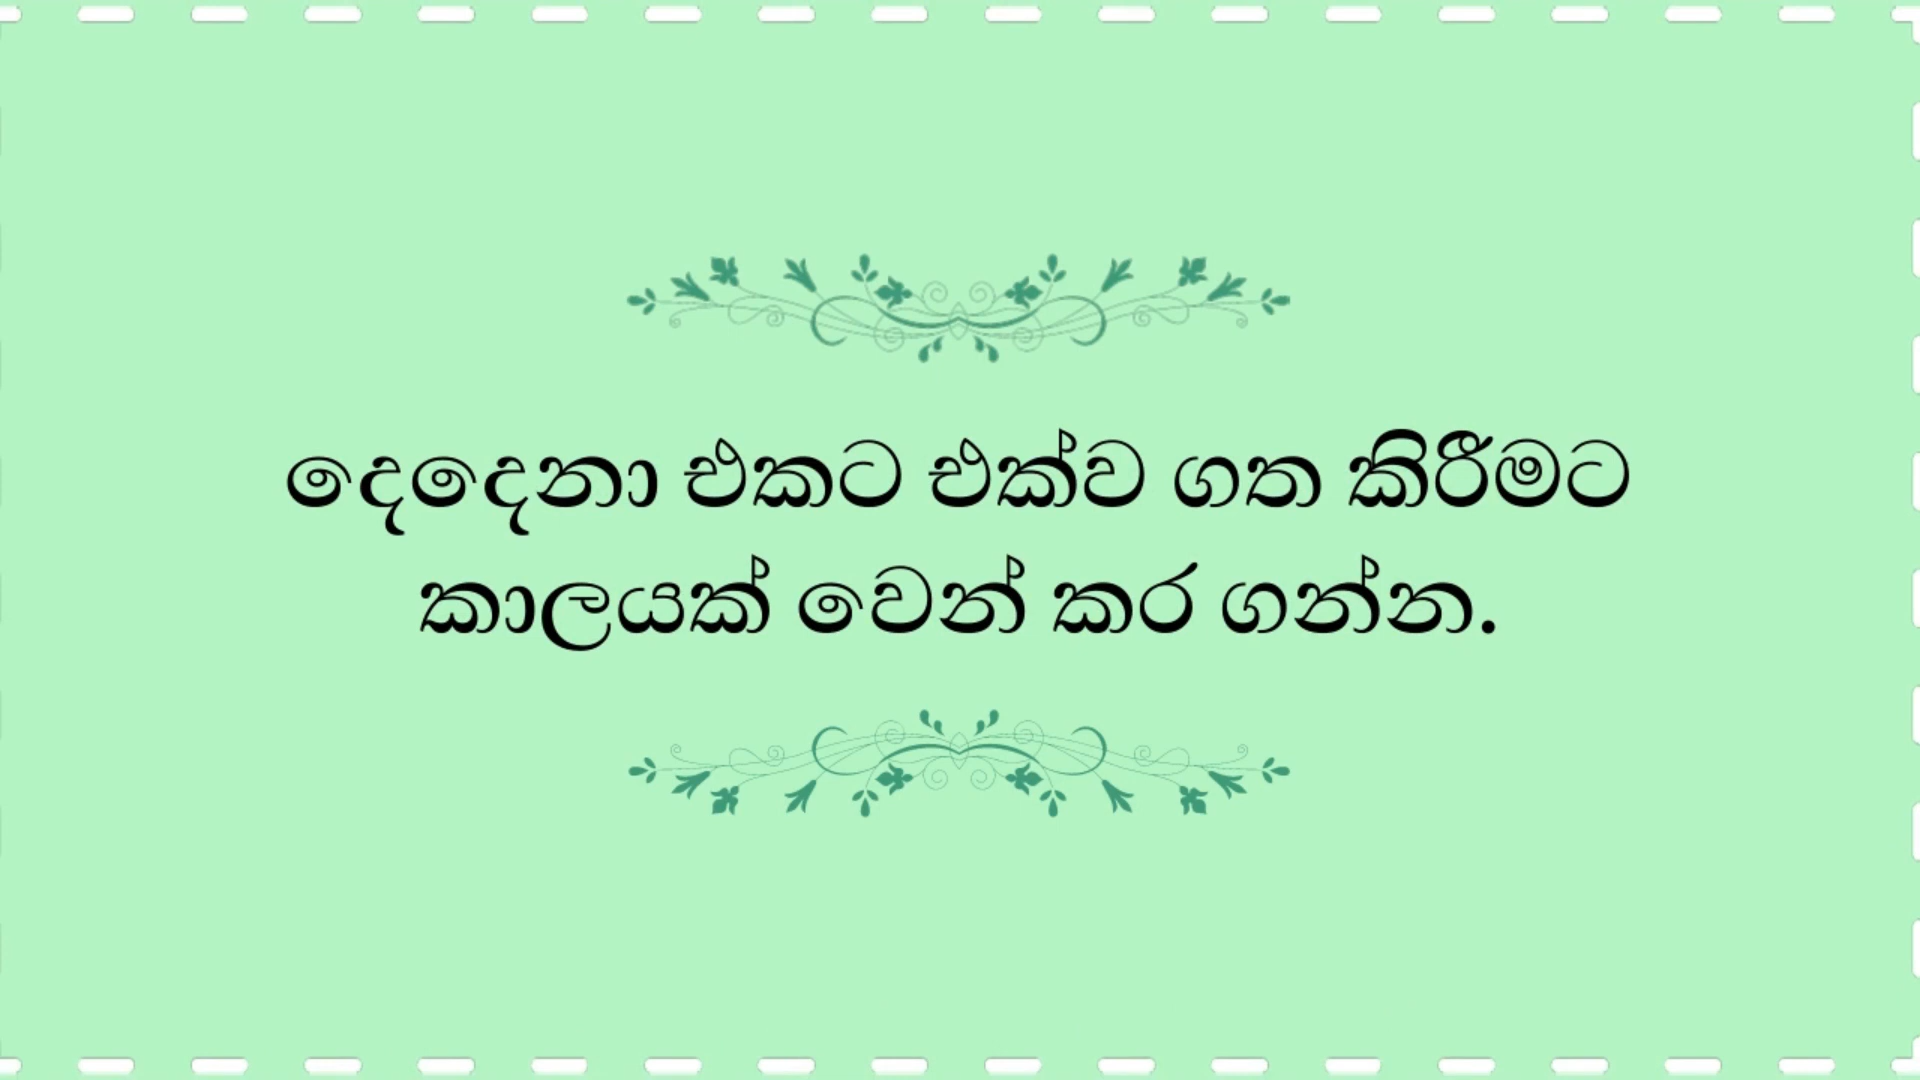 දෙදෙනා එකට එක්ව ගත කිරීමට
කාලයක් වෙන් කර ගන්න.